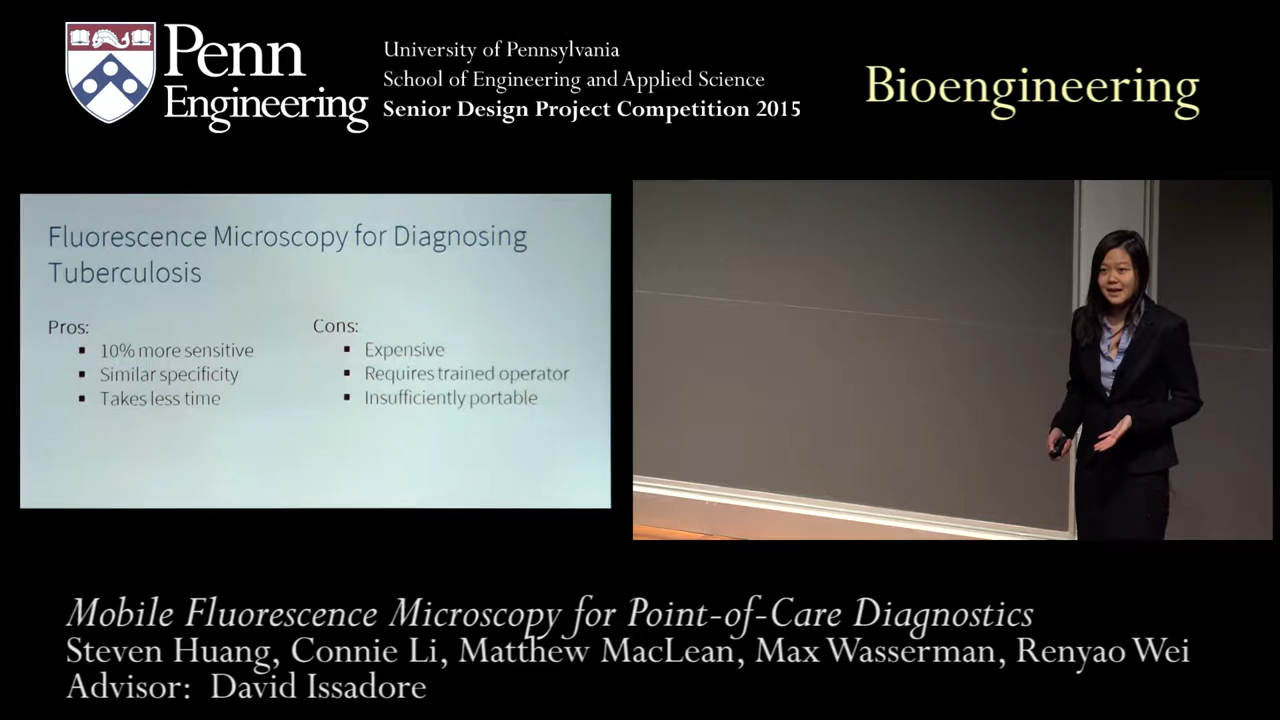 Penn
Engineering
University of Pennsylvania
School of Engineering and Applied Science
Senior Design Project Competition 2015
Bioengineering
Fluorescence Microscopy for Diagnosing
Tuberculosis
Pros:
▪ 10% more sensitive
▪ Similar specificity
▪ Takes less time
Cons:
▪ Expensive
▪ Requires trained operator
▪ Insufficiently portable
Mobile Fluorescence Microscopy for Point-of-Care Diagnostics
Steven Huang, Connie Li, Matthew MacLean, Max Wasserman, Renyao Wei
Advisor: David Issadore